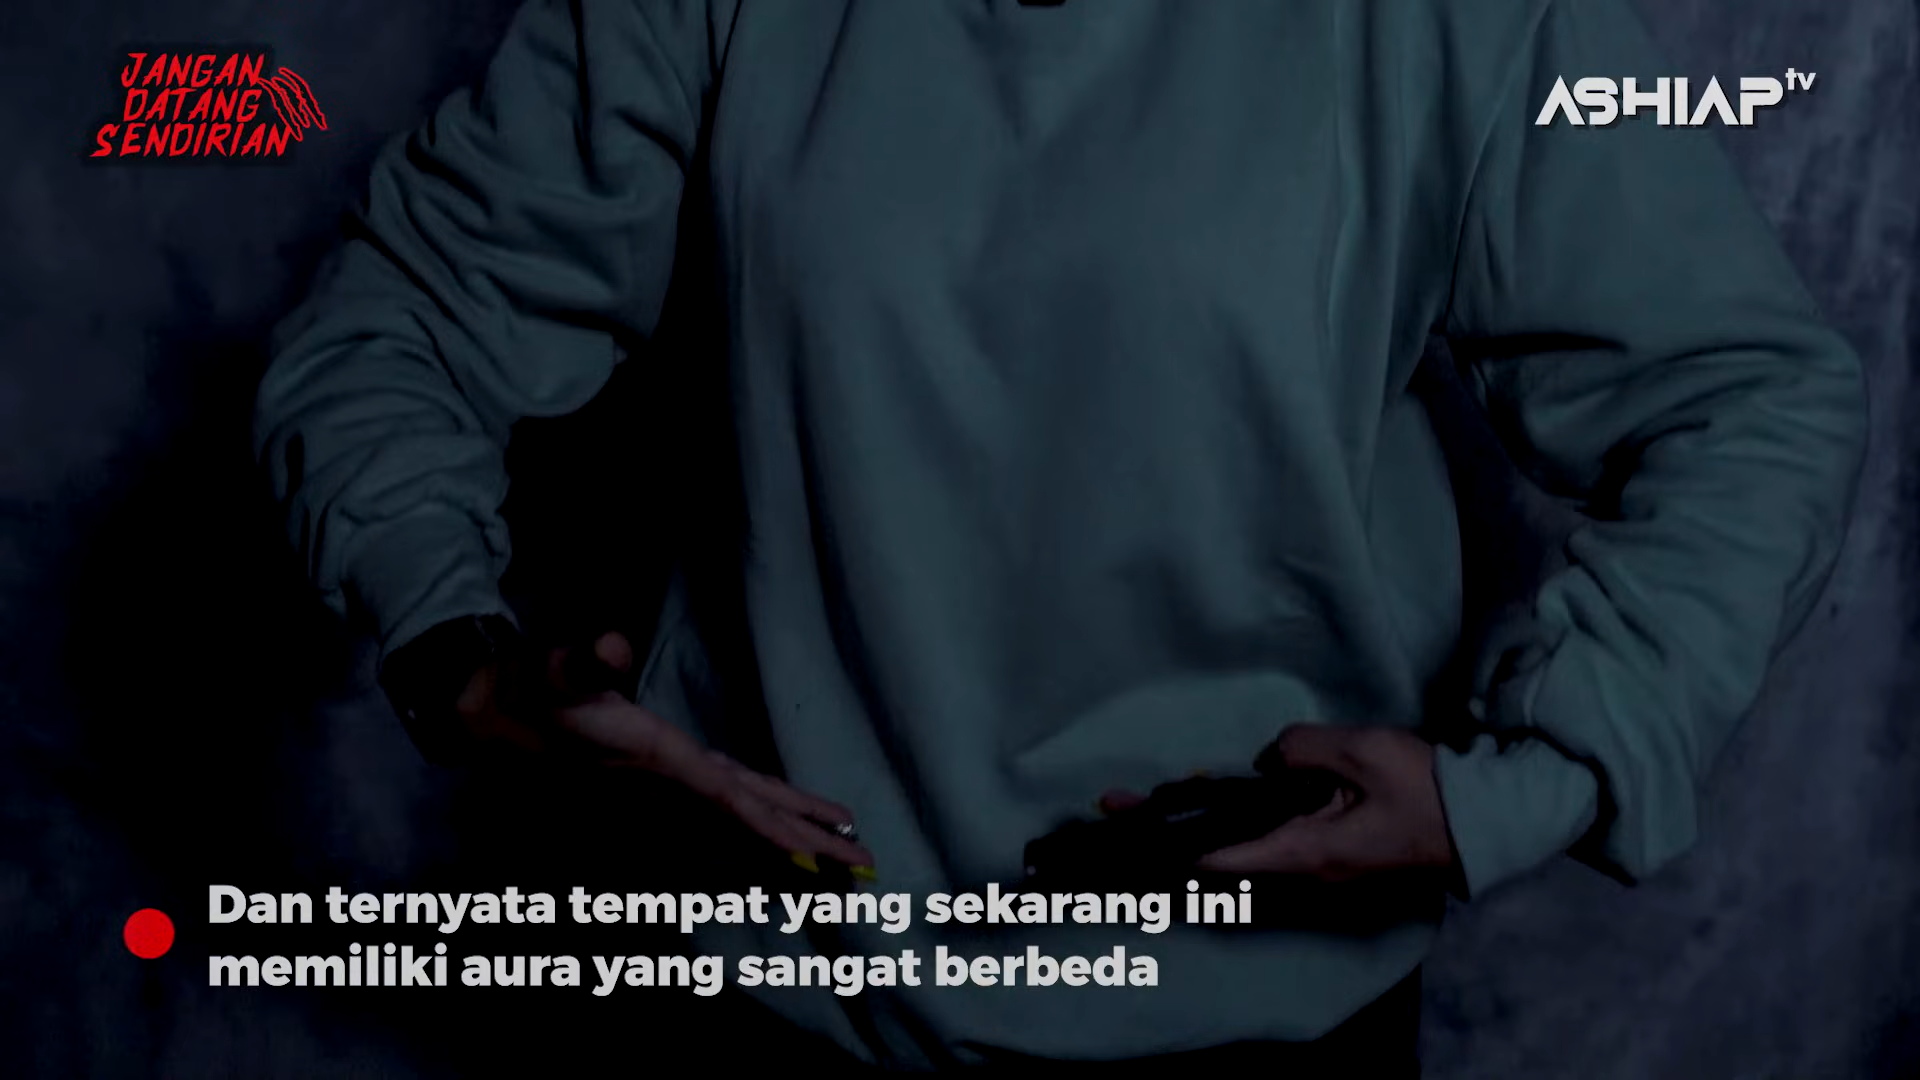 JANGAN
DATANG
SENDIRIAN
ASHIAP tv
Dan ternyata tempat yang sekarang ini
memiliki aura yang sangat berbeda